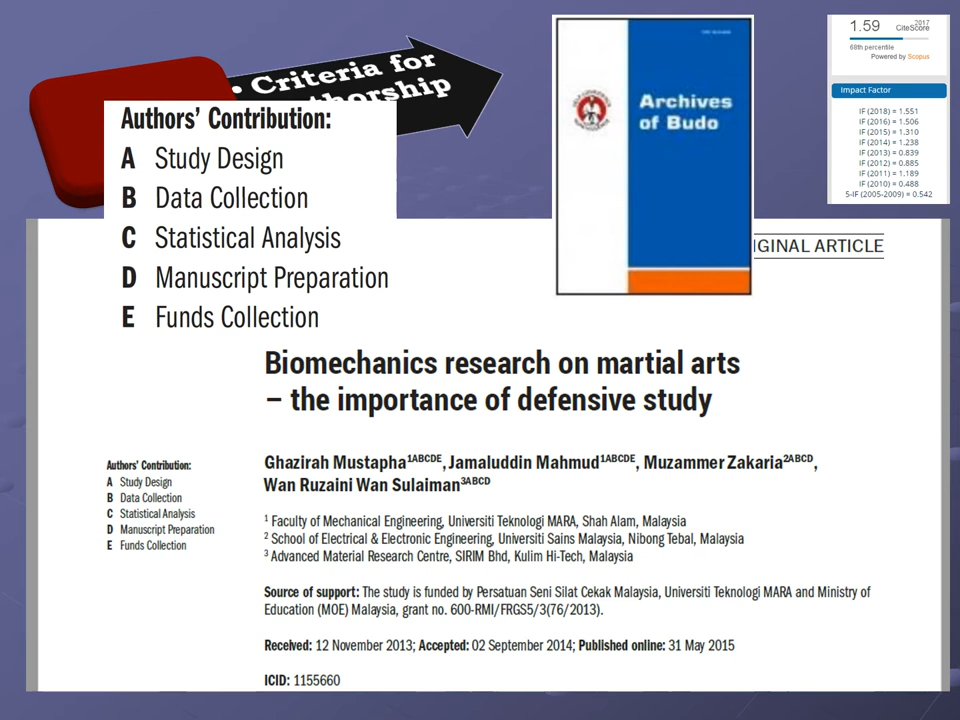 • Criteria for
Authors' Contribution:
A Study Design
B Data Collection
C Statistical Analysis
D Manuscript Preparation
E Funds Collection
Archives
of Budo
1.59 2017
CiteScore
68th percentile
Powered by Scopus
Impact Factor
IF (2018) = 1.551
IF (2016) = 1.506
IF (2015) = 1.310
IF (2014) = 1.238
IF (2013) = 0.839
IF (2012) = 0.885
IF (2011) = 1.189
IF (2010) = 0.488
5-IF (2005-2009) = 0.542
IGINAL ARTICLE
Biomechanics research on martial arts
– the importance of defensive study
Authors' Contribution:
A Study Design
B Data Collection
C Statistical Analysis
D Manuscript Preparation
E Funds Collection
Ghazirah Mustapha1ABCDE, Jamaluddin Mahmud1ABCDE, Muzammer Zakaria2ABCD,
Wan Ruzaini Wan Sulaiman3ABCD
1 Faculty of Mechanical Engineering, Universiti Teknologi MARA, Shah Alam, Malaysia
2 School of Electrical & Electronic Engineering, Universiti Sains Malaysia, Nibong Tebal, Malaysia
3 Advanced Material Research Centre, SIRIM Bhd, Kulim Hi-Tech, Malaysia
Source of support: The study is funded by Persatuan Seni Silat Cekak Malaysia, Universiti Teknologi MARA and Ministry of
Education (MOE) Malaysia, grant no. 600-RMI/FRGS5/3(76/2013).
Received: 12 November 2013; Accepted: 02 September 2014; Published online: 31 May 2015
ICID: 1155660